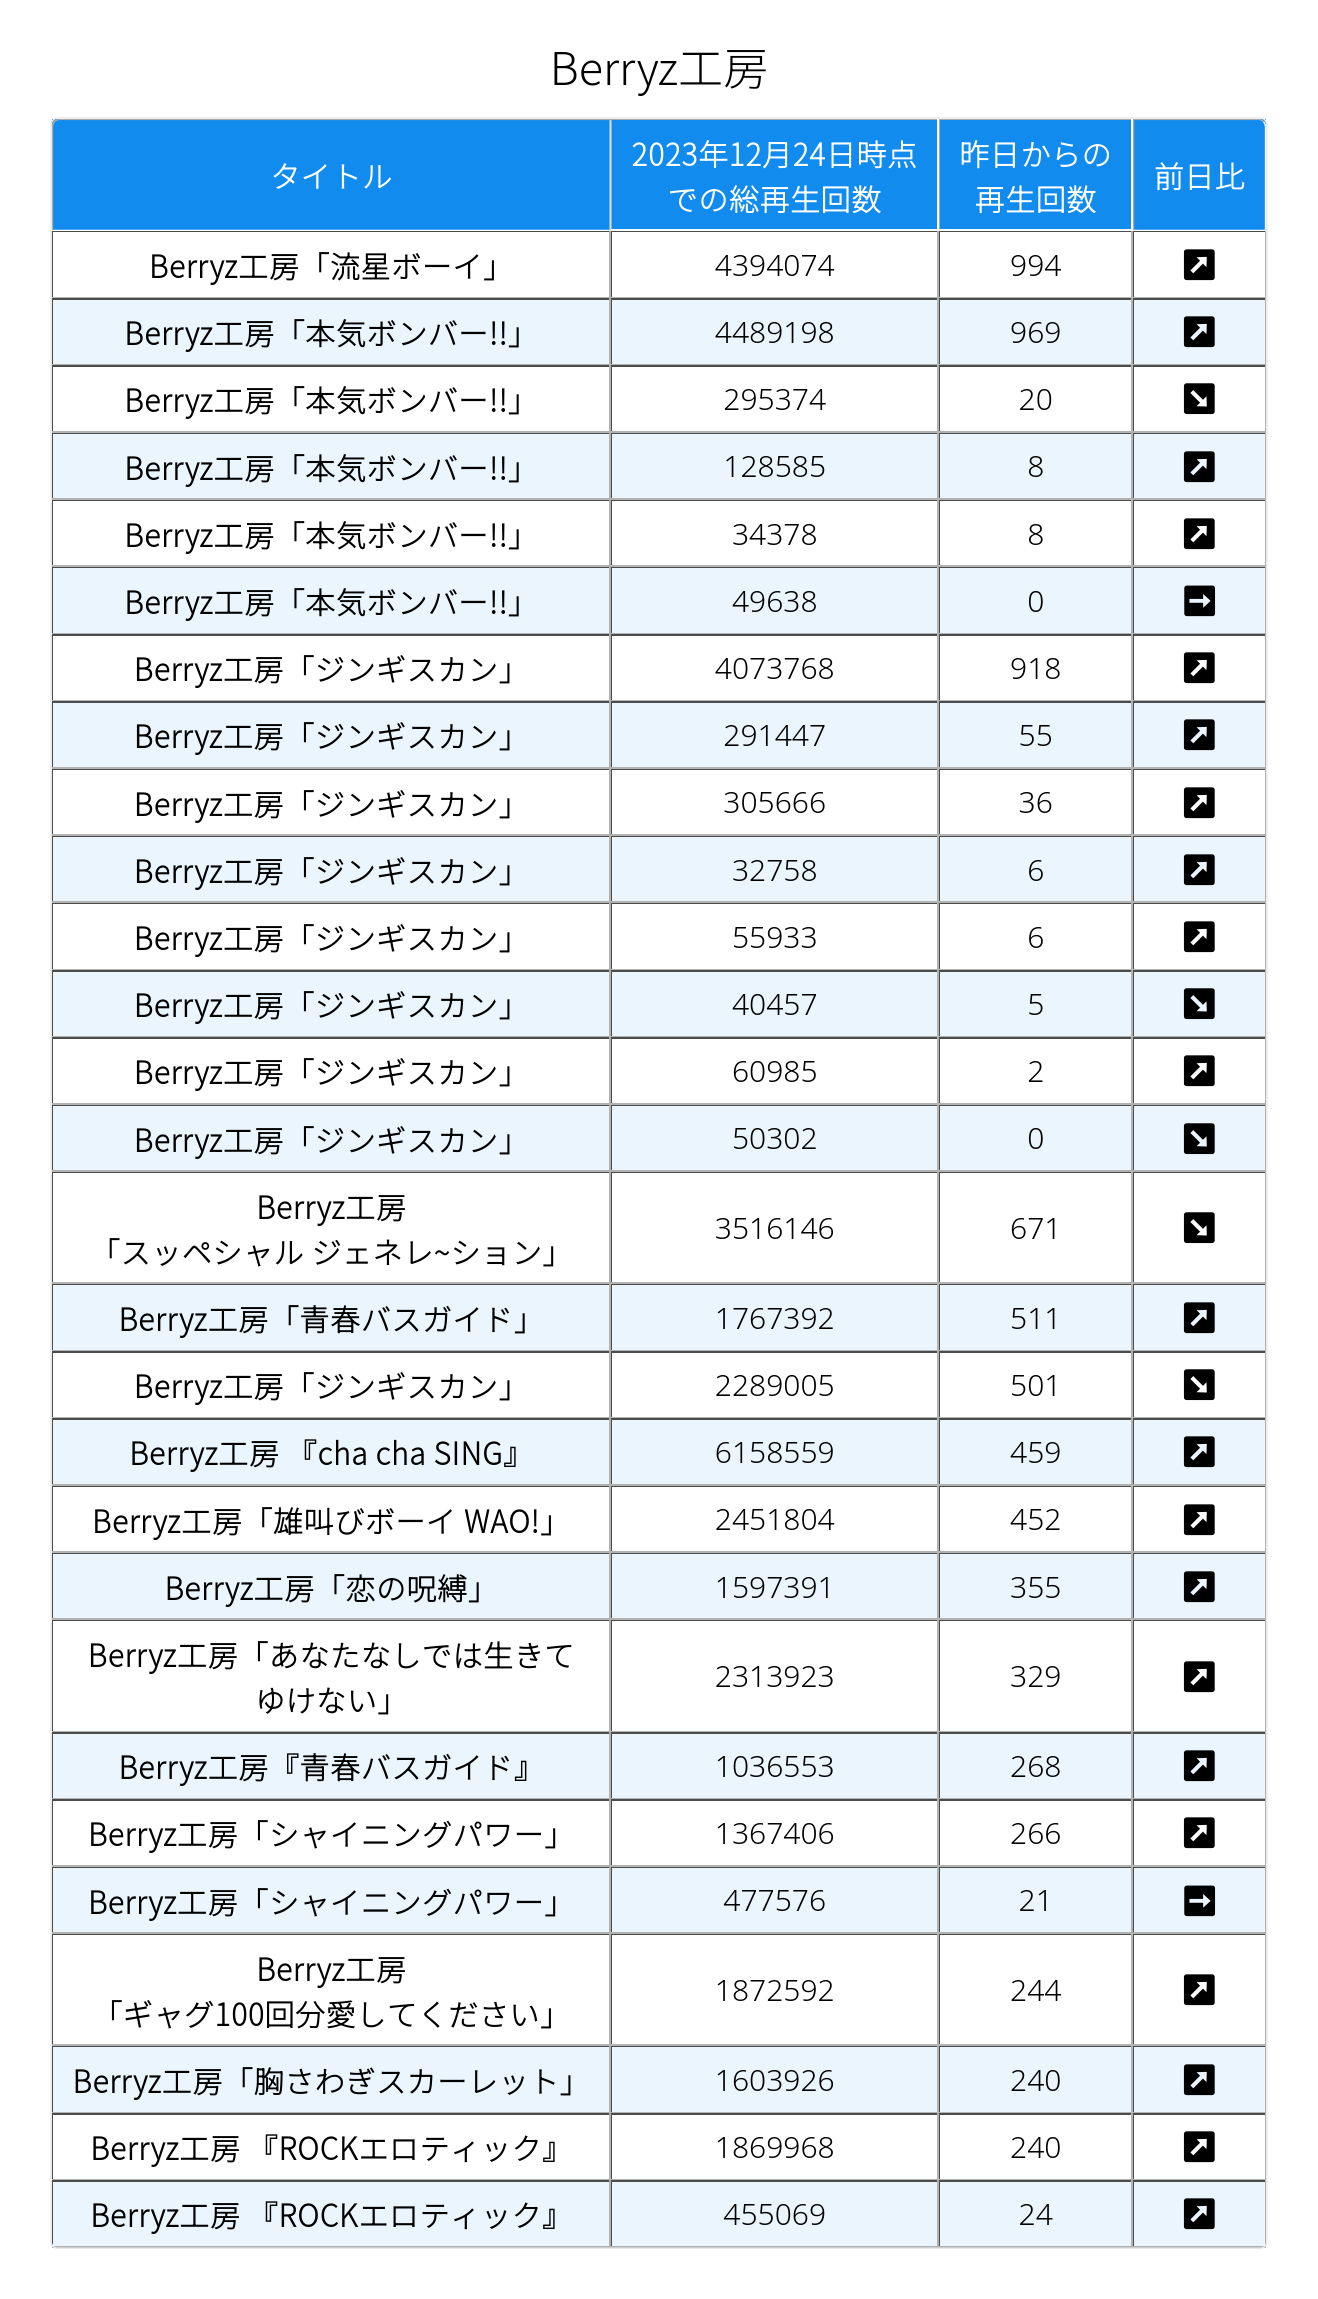 Berryz工房
タイトル
2023年12月24日時点
での総再生回数
昨日からの
再生回数
前日比
Berryz工房「流星ボーイ」 4394074 994 ↗
Berryz工房「本気ボンバー!!」 4489198 969 ↗
Berryz工房「本気ボンバー!!」 295374 20 ↘
Berryz工房「本気ボンバー!!」 128585 8 ↗
Berryz工房「本気ボンバー!!」 34378 8 ↗
Berryz工房「本気ボンバー!!」 49638 0 →
Berryz工房「ジンギスカン」 4073768 918 ↗
Berryz工房「ジンギスカン」 291447 55 ↗
Berryz工房「ジンギスカン」 305666 36 ↗
Berryz工房「ジンギスカン」 32758 6 ↗
Berryz工房「ジンギスカン」 55933 6 ↗
Berryz工房「ジンギスカン」 40457 5 ↘
Berryz工房「ジンギスカン」 60985 2 ↗
Berryz工房「ジンギスカン」 50302 0 ↘
Berryz工房
「スッペシャル ジェネレ~ション」 3516146 671 ↘
Berryz工房「青春バスガイド」 1767392 511 ↗
Berryz工房「ジンギスカン」 2289005 501 ↘
Berryz工房 『cha cha SING』 6158559 459 ↗
Berryz工房「雄叫びボーイ WAO!」 2451804 452 ↗
Berryz工房「恋の呪縛」 1597391 355 ↗
Berryz工房「あなたなしでは生きて
ゆけない」 2313923 329 ↗
Berryz工房『青春バスガイド』 1036553 268 ↗
Berryz工房「シャイニングパワー」 1367406 266 ↗
Berryz工房「シャイニングパワー」 477576 21 →
Berryz工房
「ギャグ100回分愛してください」 1872592 244 ↗
Berryz工房「胸さわぎスカーレット」 1603926 240 ↗
Berryz工房 『ROCKエロティック』 1869968 240 ↗
Berryz工房 『ROCKエロティック』 455069 24 ↗